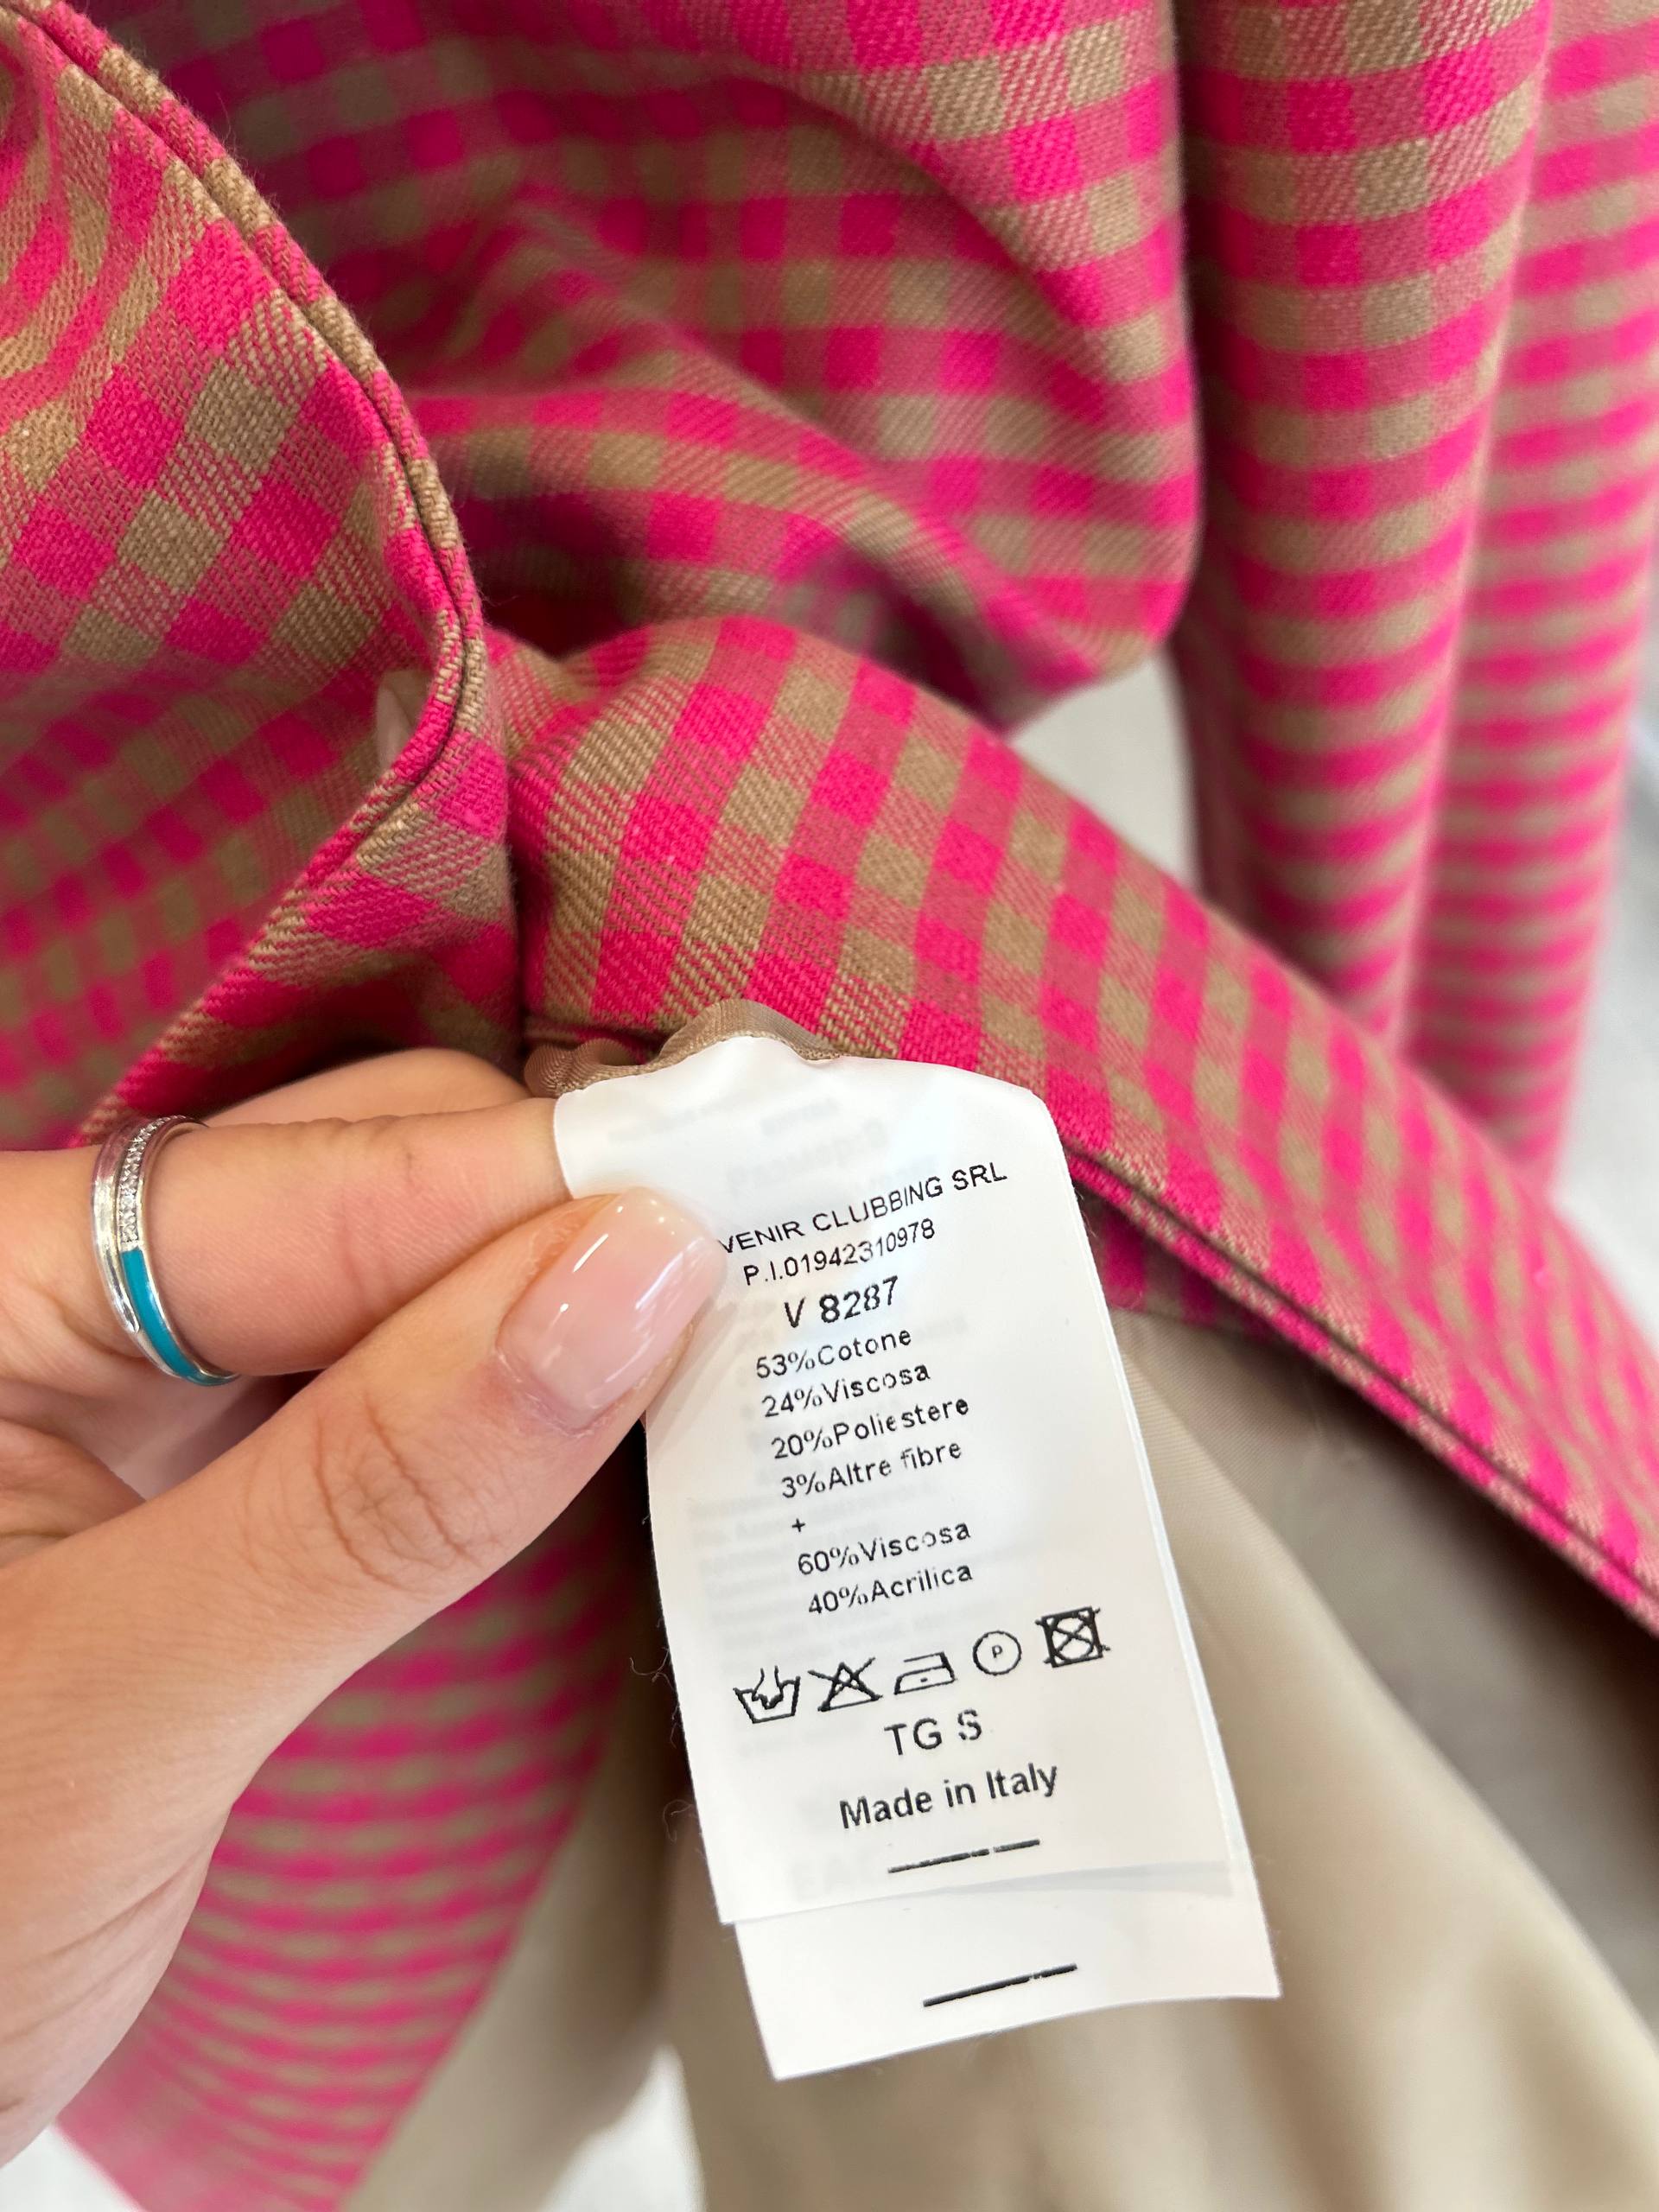 VENIR CLUBBING SRL
P.I.01942310978
V 8287
53%Cotone
24%Viscosa
20%Poliestere
3%Altre fibre
+
60%Viscosa
40%Acrilica
P
TG S
Made in Italy